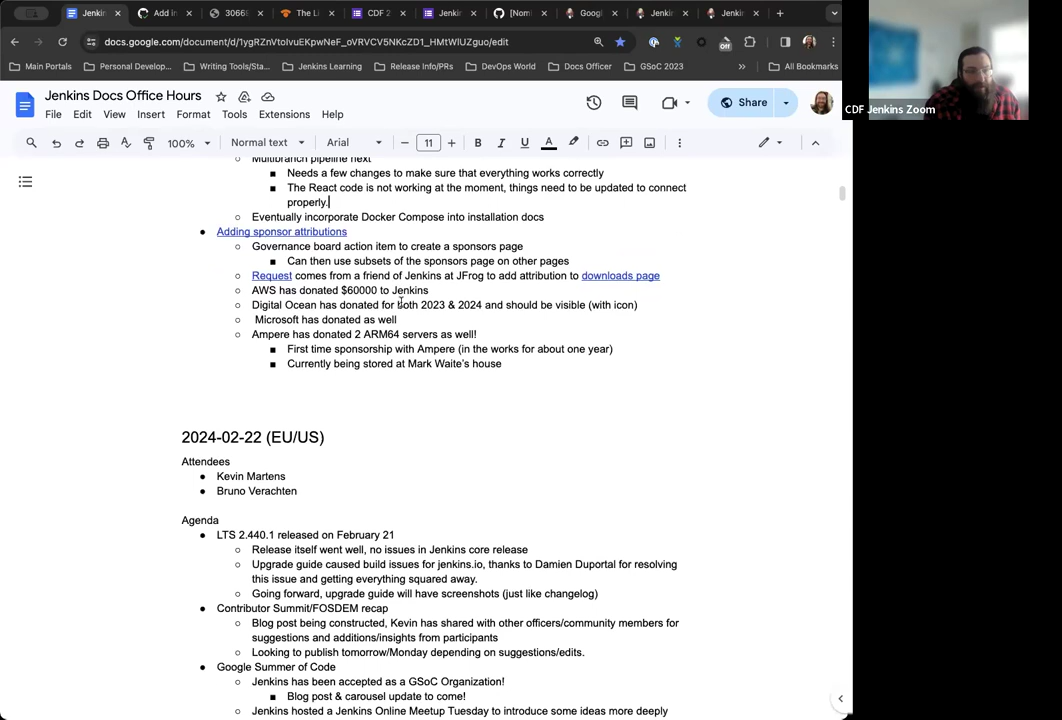 Jenkin
Add in
3066
The Li
CDF 2
Jenkin
[Nomi
Googl
Jenkin
Jenkin
docs.google.com/document/d/1ygRZnVtoIvuEKpwNeF_oVRVCV5NKcZD1_HMtWlUZguo/edit
Off
Main Portals
Personal Develop...
Writing Tools/Sta...
Jenkins Learning
Release Info/PRs
DevOps World
Docs Officer
GSoC 2023
»
All Bookmarks
CDF Jenkins Zoom
Jenkins Docs Office Hours
File Edit View Insert Format Tools Extensions Help
Share
100%
Normal text
Arial
11
B I U A
Multibranch pipeline next
Needs a few changes to make sure that everything works correctly
The React code is not working at the moment, things need to be updated to connect
properly.
Eventually incorporate Docker Compose into installation docs
Adding sponsor attributions
Governance board action item to create a sponsors page
Can then use subsets of the sponsors page on other pages
Request comes from a friend of Jenkins at JFrog to add attribution to downloads page
AWS has donated $60000 to Jenkins
Digital Ocean has donated for both 2023 & 2024 and should be visible (with icon)
Microsoft has donated as well
Ampere has donated 2 ARM64 servers as well!
First time sponsorship with Ampere (in the works for about one year)
Currently being stored at Mark Waite's house
2024-02-22 (EU/US)
Attendees
Kevin Martens
Bruno Verachten
Agenda
LTS 2.440.1 released on February 21
Release itself went well, no issues in Jenkins core release
Upgrade guide caused build issues for jenkins.io, thanks to Damien Duportal for resolving
this issue and getting everything squared away.
Going forward, upgrade guide will have screenshots (just like changelog)
Contributor Summit/FOSDEM recap
Blog post being constructed, Kevin has shared with other officers/community members for
suggestions and additions/insights from participants
Looking to publish tomorrow/Monday depending on suggestions/edits.
Google Summer of Code
Jenkins has been accepted as a GSoC Organization!
Blog post & carousel update to come!
Jenkins hosted a Jenkins Online Meetup Tuesday to introduce some ideas more deeply